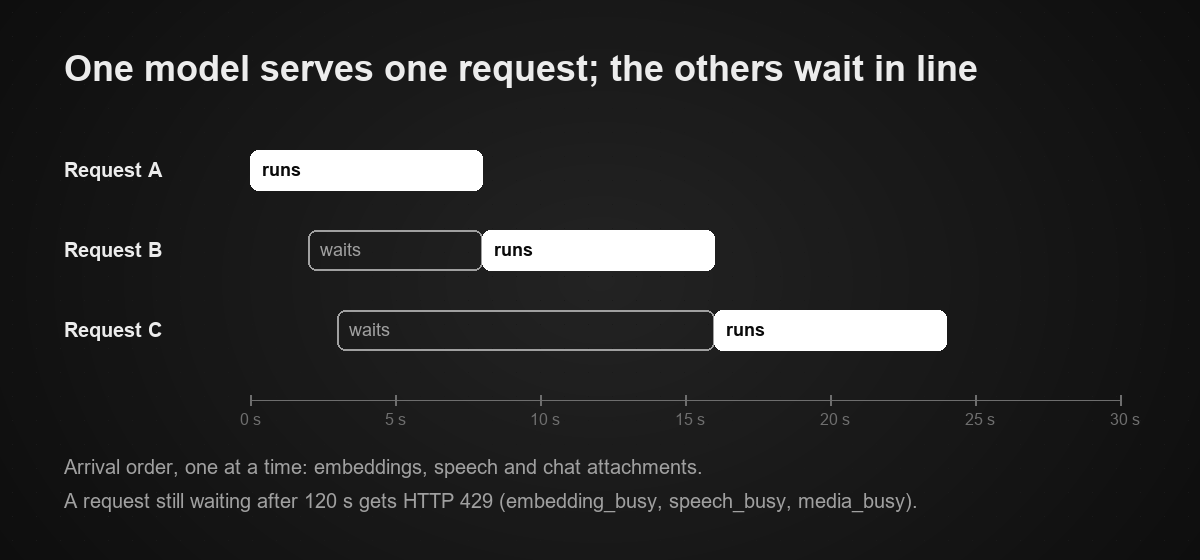 One model serves one request; the others wait in line
Request A
runs
Request B
waits
runs
Request C
waits
runs
0 s
5 s
10 s
15 s
20 s
25 s
30 s
Arrival order, one at a time: embeddings, speech and chat attachments.
A request still waiting after 120 s gets HTTP 429 (embedding_busy, speech_busy, media_busy).